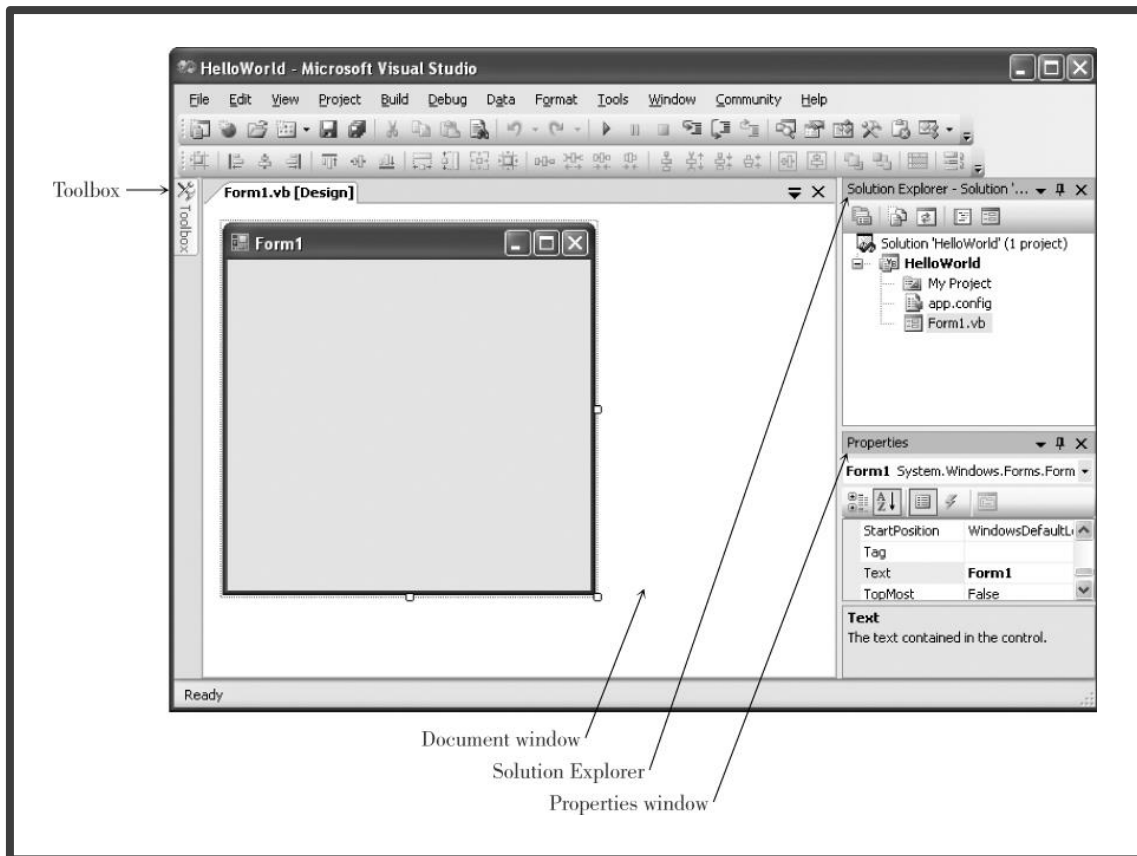 HelloWorld - Microsoft Visual Studio
File Edit View Project Build Debug Data Format Tools Window Community Help
Toolbox
Toolbox
Form1.vb [Design]
Form1
Solution Explorer - Solution '...
Solution 'HelloWorld' (1 project)
HelloWorld
My Project
app.config
Form1.vb
Properties
Form1 System.Windows.Forms.Form
StartPosition WindowsDefaultL
Tag
Text Form1
TopMost False
Text
The text contained in the control.
Ready
Document window
Solution Explorer
Properties window